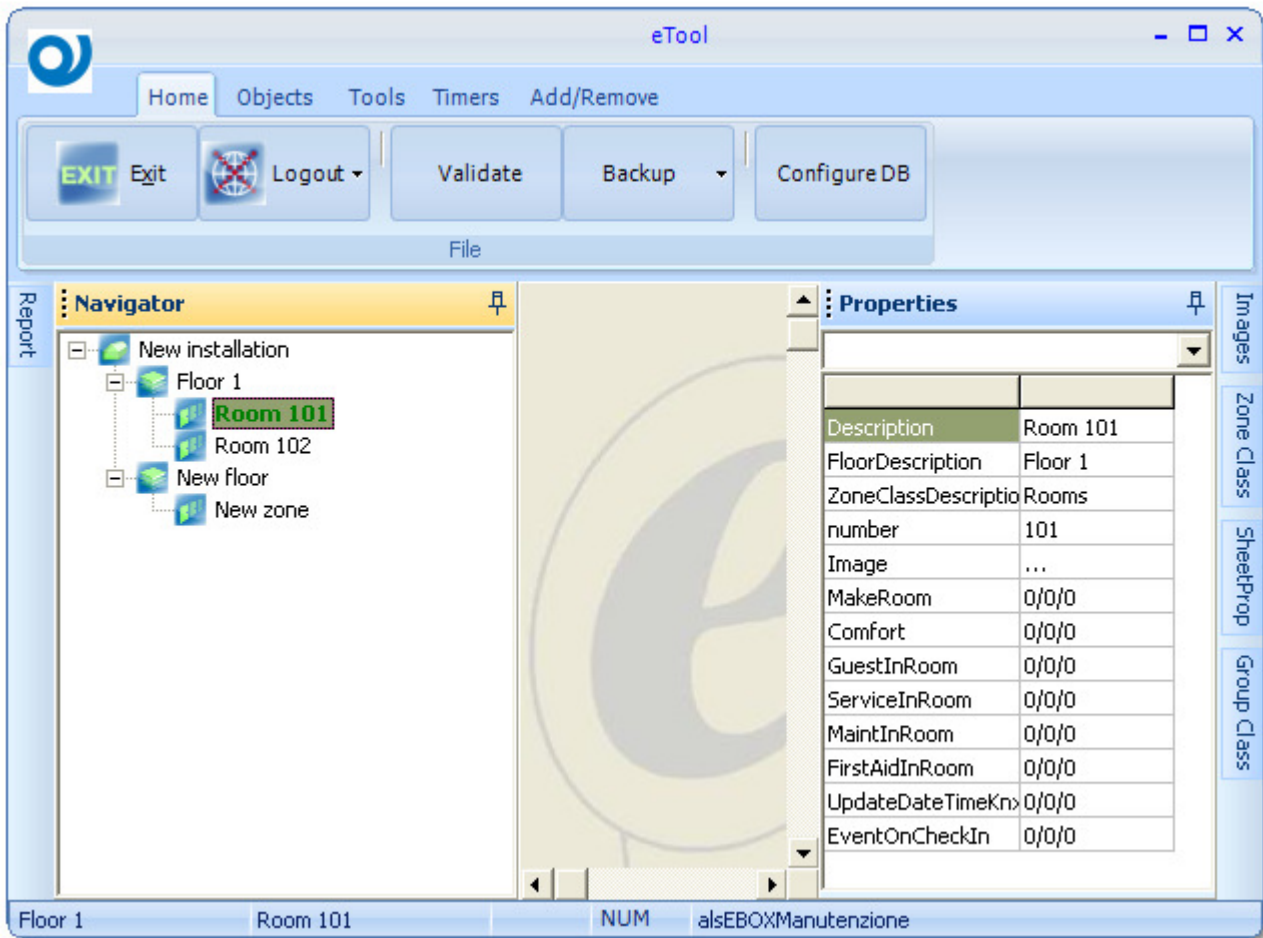 eTool
Home Objects Tools Timers Add/Remove
EXIT Exit Logout Validate Backup Configure DB
File
Report
Navigator
New installation
Floor 1
Room 101
Room 102
New floor
New zone
e
Properties
Description Room 101
FloorDescription Floor 1
ZoneClassDescriptio Rooms
number 101
Image ...
MakeRoom 0/0/0
Comfort 0/0/0
GuestInRoom 0/0/0
ServiceInRoom 0/0/0
MaintInRoom 0/0/0
FirstAidInRoom 0/0/0
UpdateDateTimeKnx 0/0/0
EventOnCheckIn 0/0/0
Images
Zone Class
SheetProp
Group Class
Floor 1 Room 101 NUM alsEBOXManutenzione